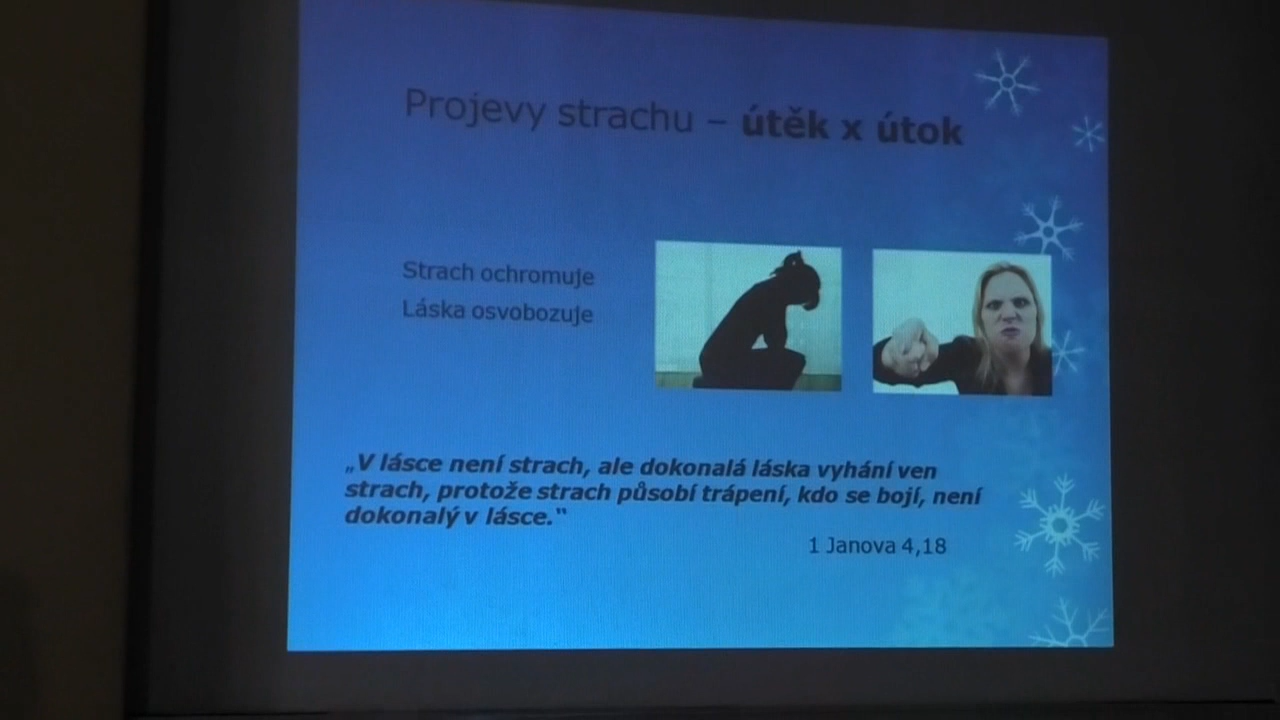 Projevy strachu – útěk x útok
Strach ochromuje
Láska osvobozuje
„V lásce není strach, ale dokonalá láska vyhání ven
strach, protože strach působí trápení, kdo se bojí, není
dokonalý v lásce.“
1 Janova 4,18